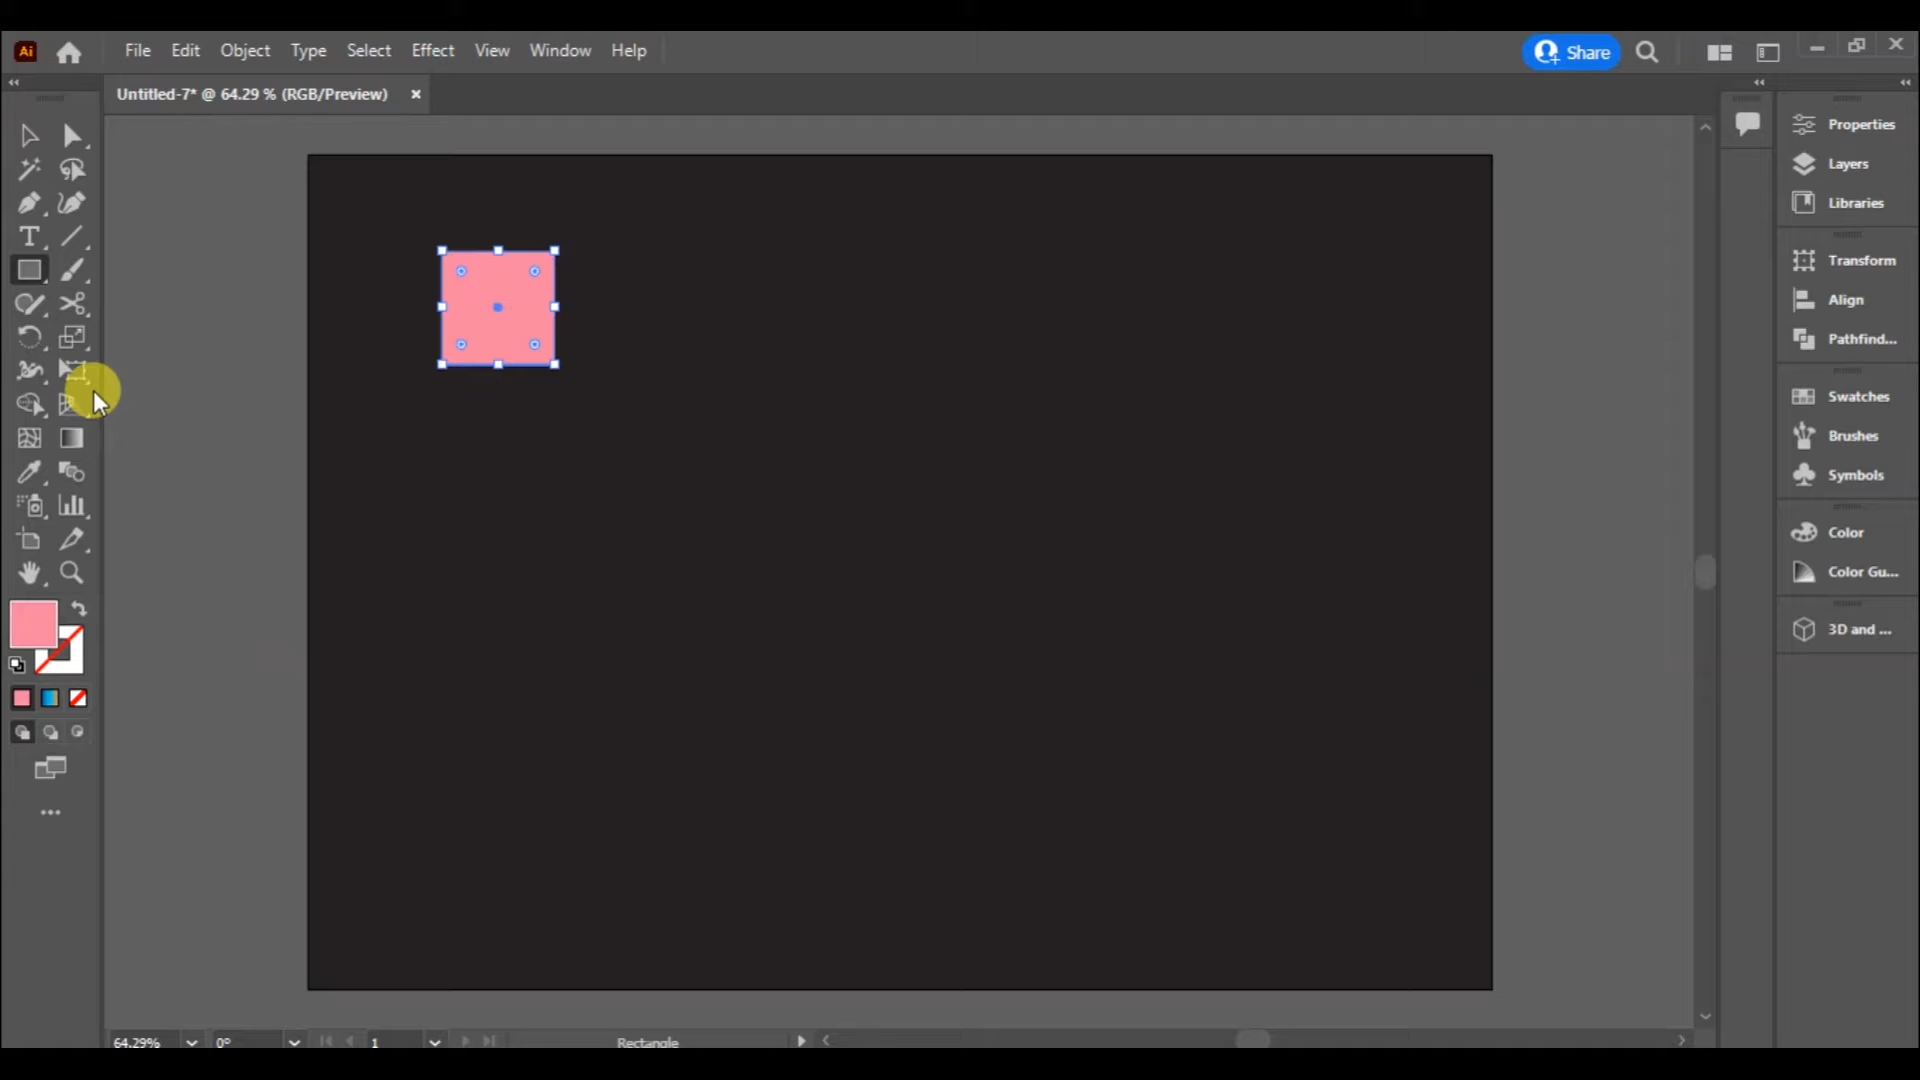 Ai File Edit Object Type Select Effect View Window Help Share
Untitled-7* @ 64.29 % (RGB/Preview) ×
Properties
Layers
Libraries
Transform
Align
Pathfind...
Swatches
Brushes
Symbols
Color
Color Gu...
3D and ...
64.29% 0° 1 Rectangle